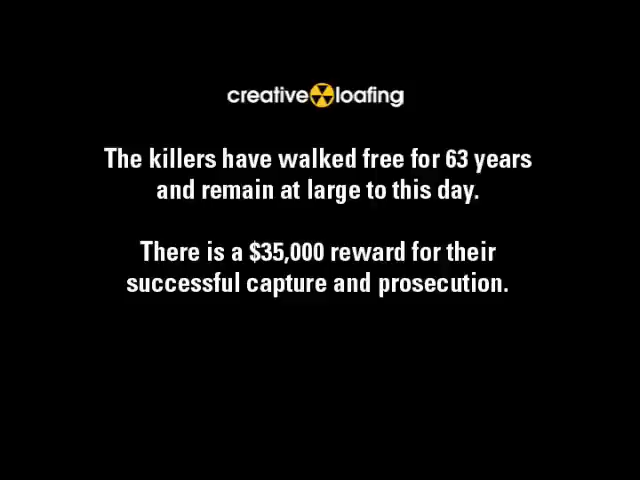 creative loafing
The killers have walked free for 63 years
and remain at large to this day.
There is a $35,000 reward for their
successful capture and prosecution.